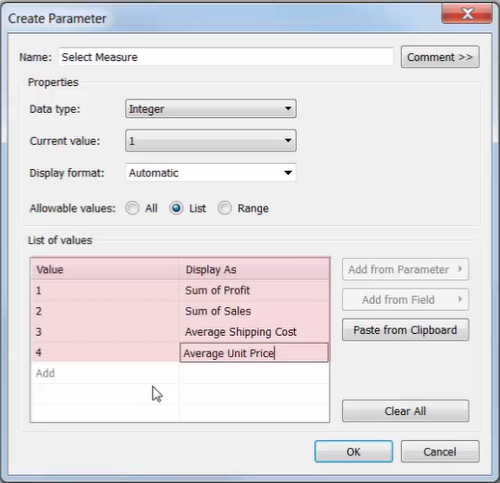 Create Parameter
Name: Select Measure Comment >>
Properties
Data type: Integer
Current value: 1
Display format: Automatic
Allowable values: All List Range
List of values
Value Display As Add from Parameter
1 Sum of Profit
2 Sum of Sales Add from Field
3 Average Shipping Cost Paste from Clipboard
4 Average Unit Price
Add
Clear All
OK Cancel